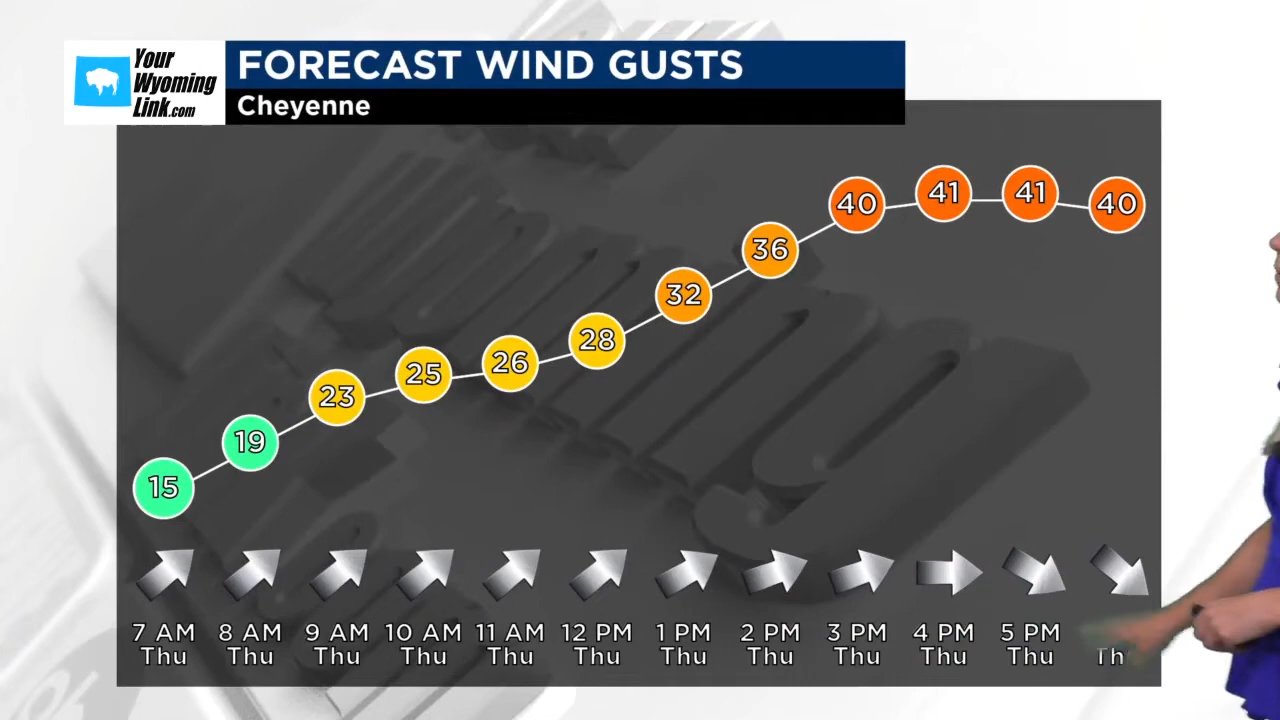 Your
Wyoming
Link.com
FORECAST WIND GUSTS
Cheyenne
15 19 23 25 26 28 32 36 40 41 41 40
7 AM 8 AM 9 AM 10 AM 11 AM 12 PM 1 PM 2 PM 3 PM 4 PM 5 PM
Thu Thu Thu Thu Thu Thu Thu Thu Thu Thu Thu Th